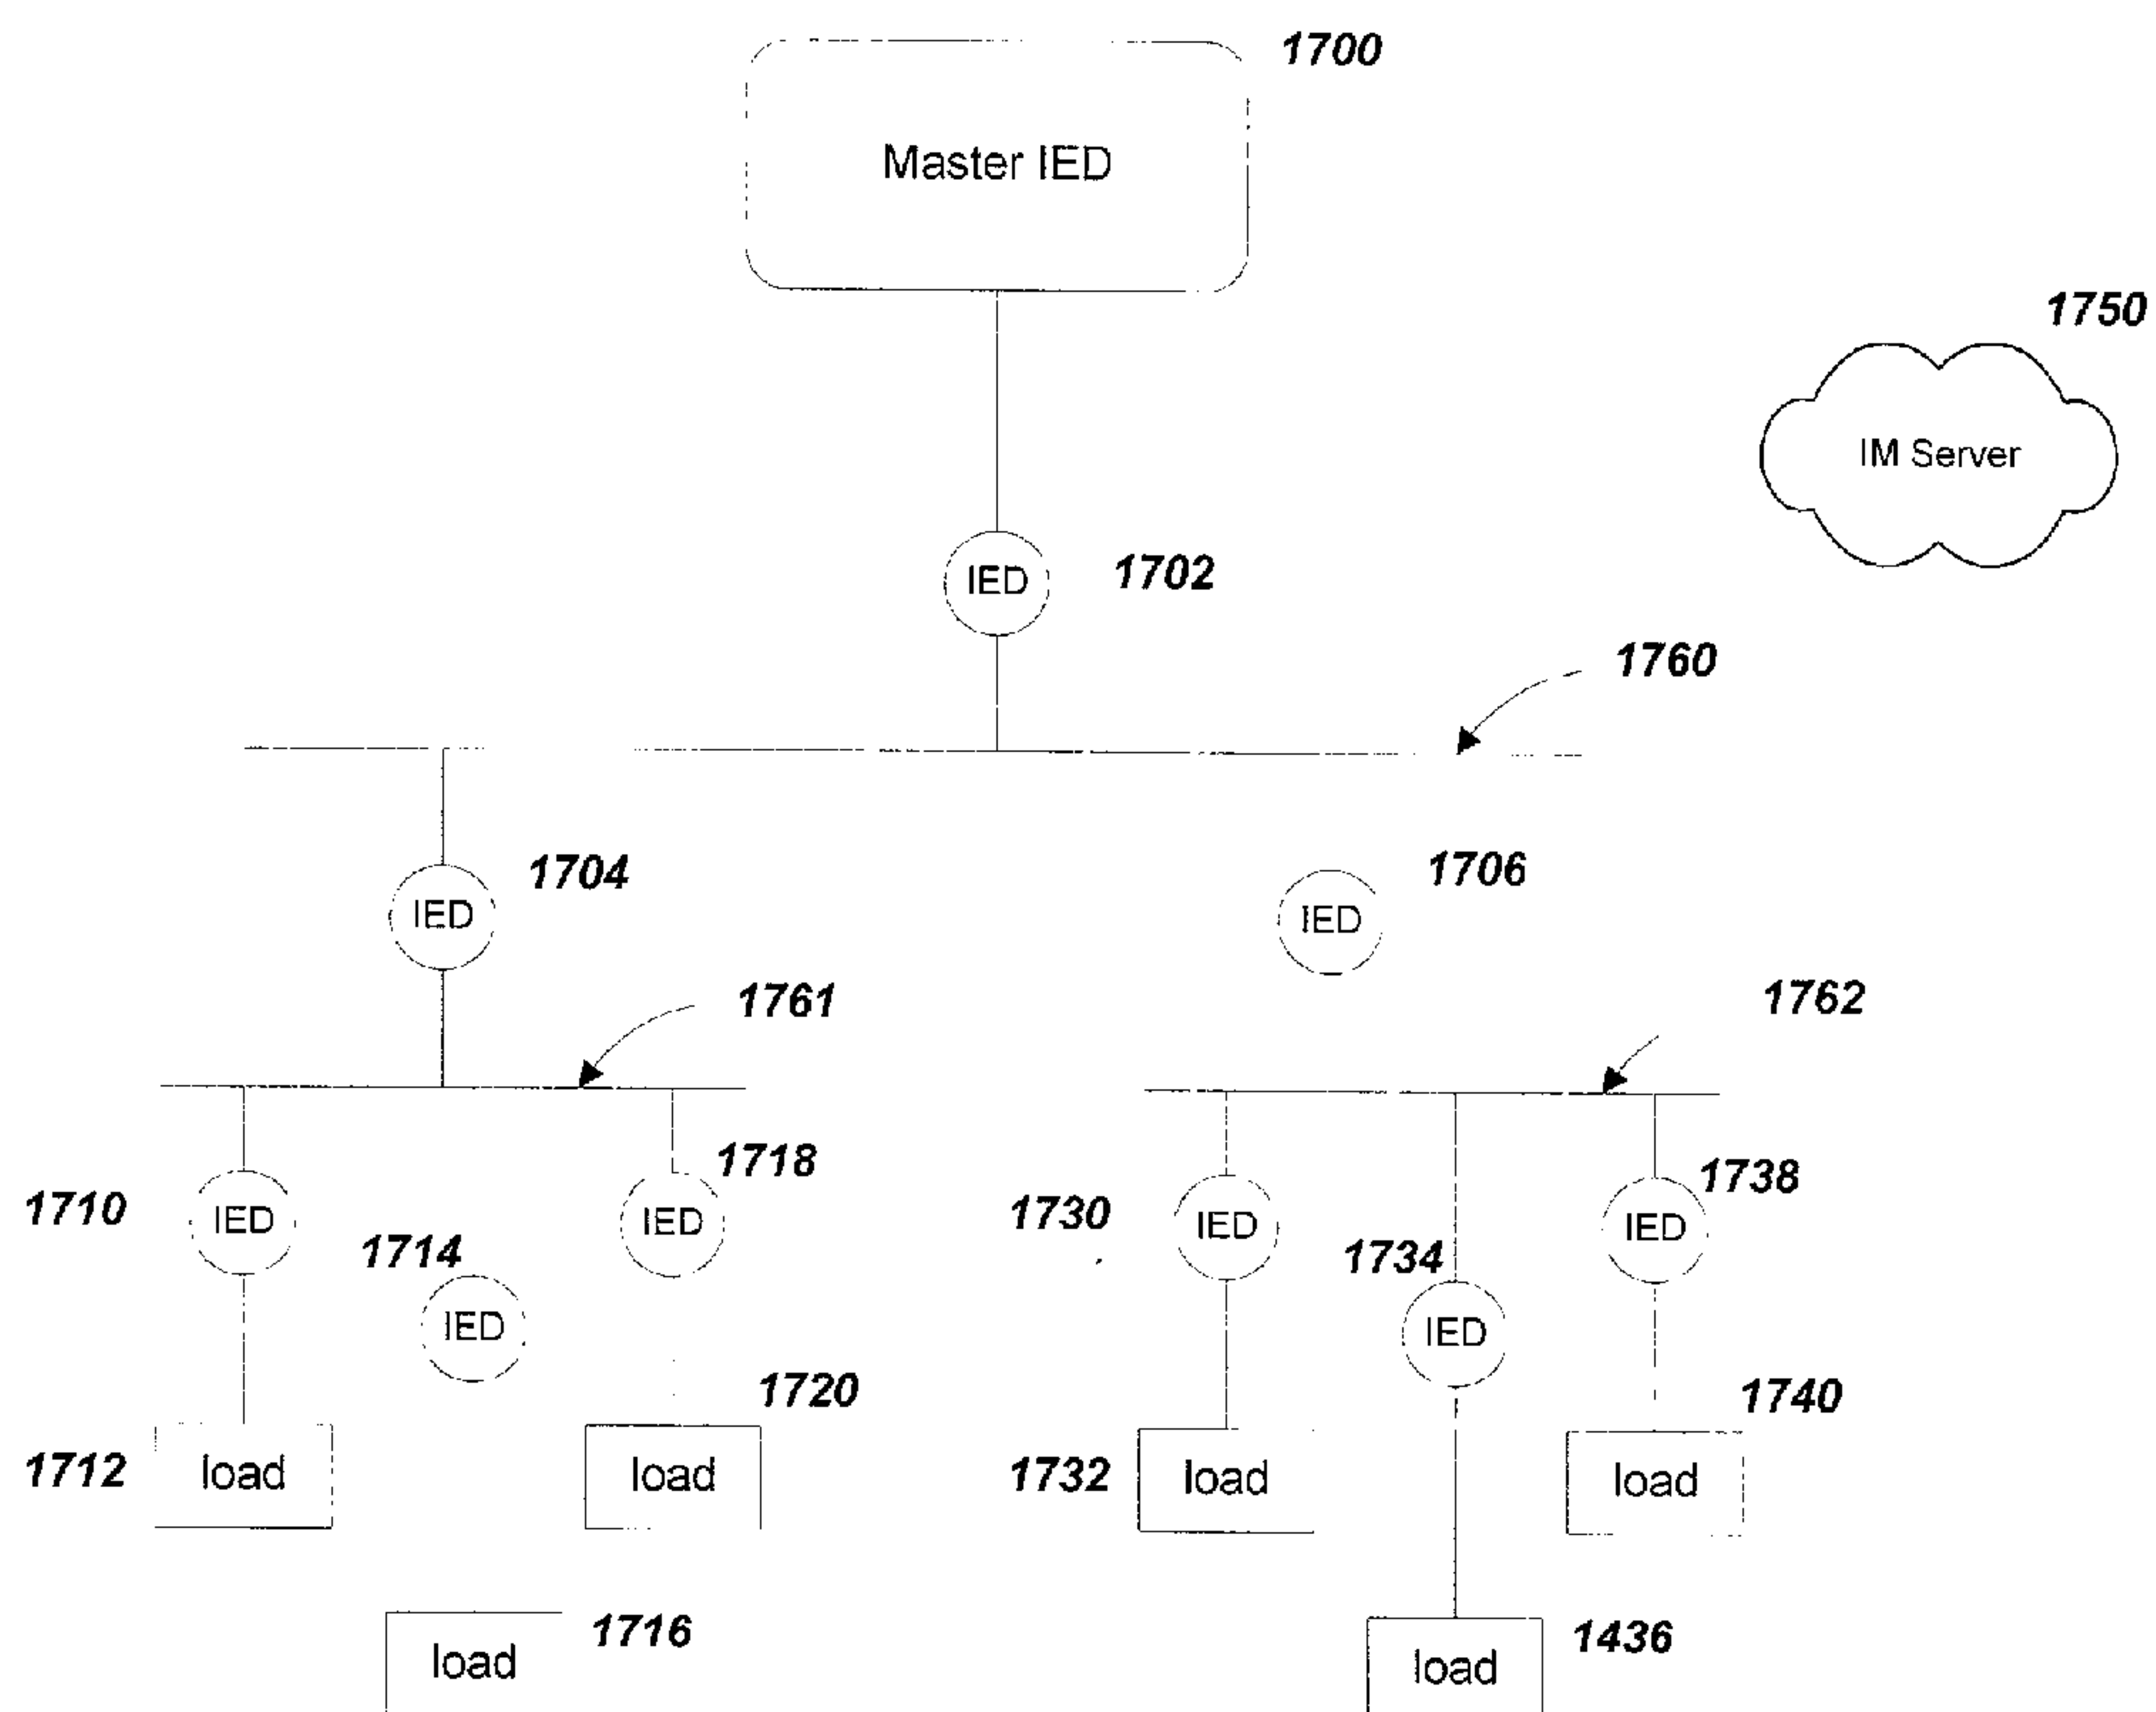 1700
Master IED
1750
IM Server
IED
1702
1760
1704
IED
1706
IED
1761
1762
1718
1738
1710
IED
IED
1730
IED
IED
1714
IED
1734
IED
1720
1740
1712
load
load
1732
load
load
1716
load
1436
load